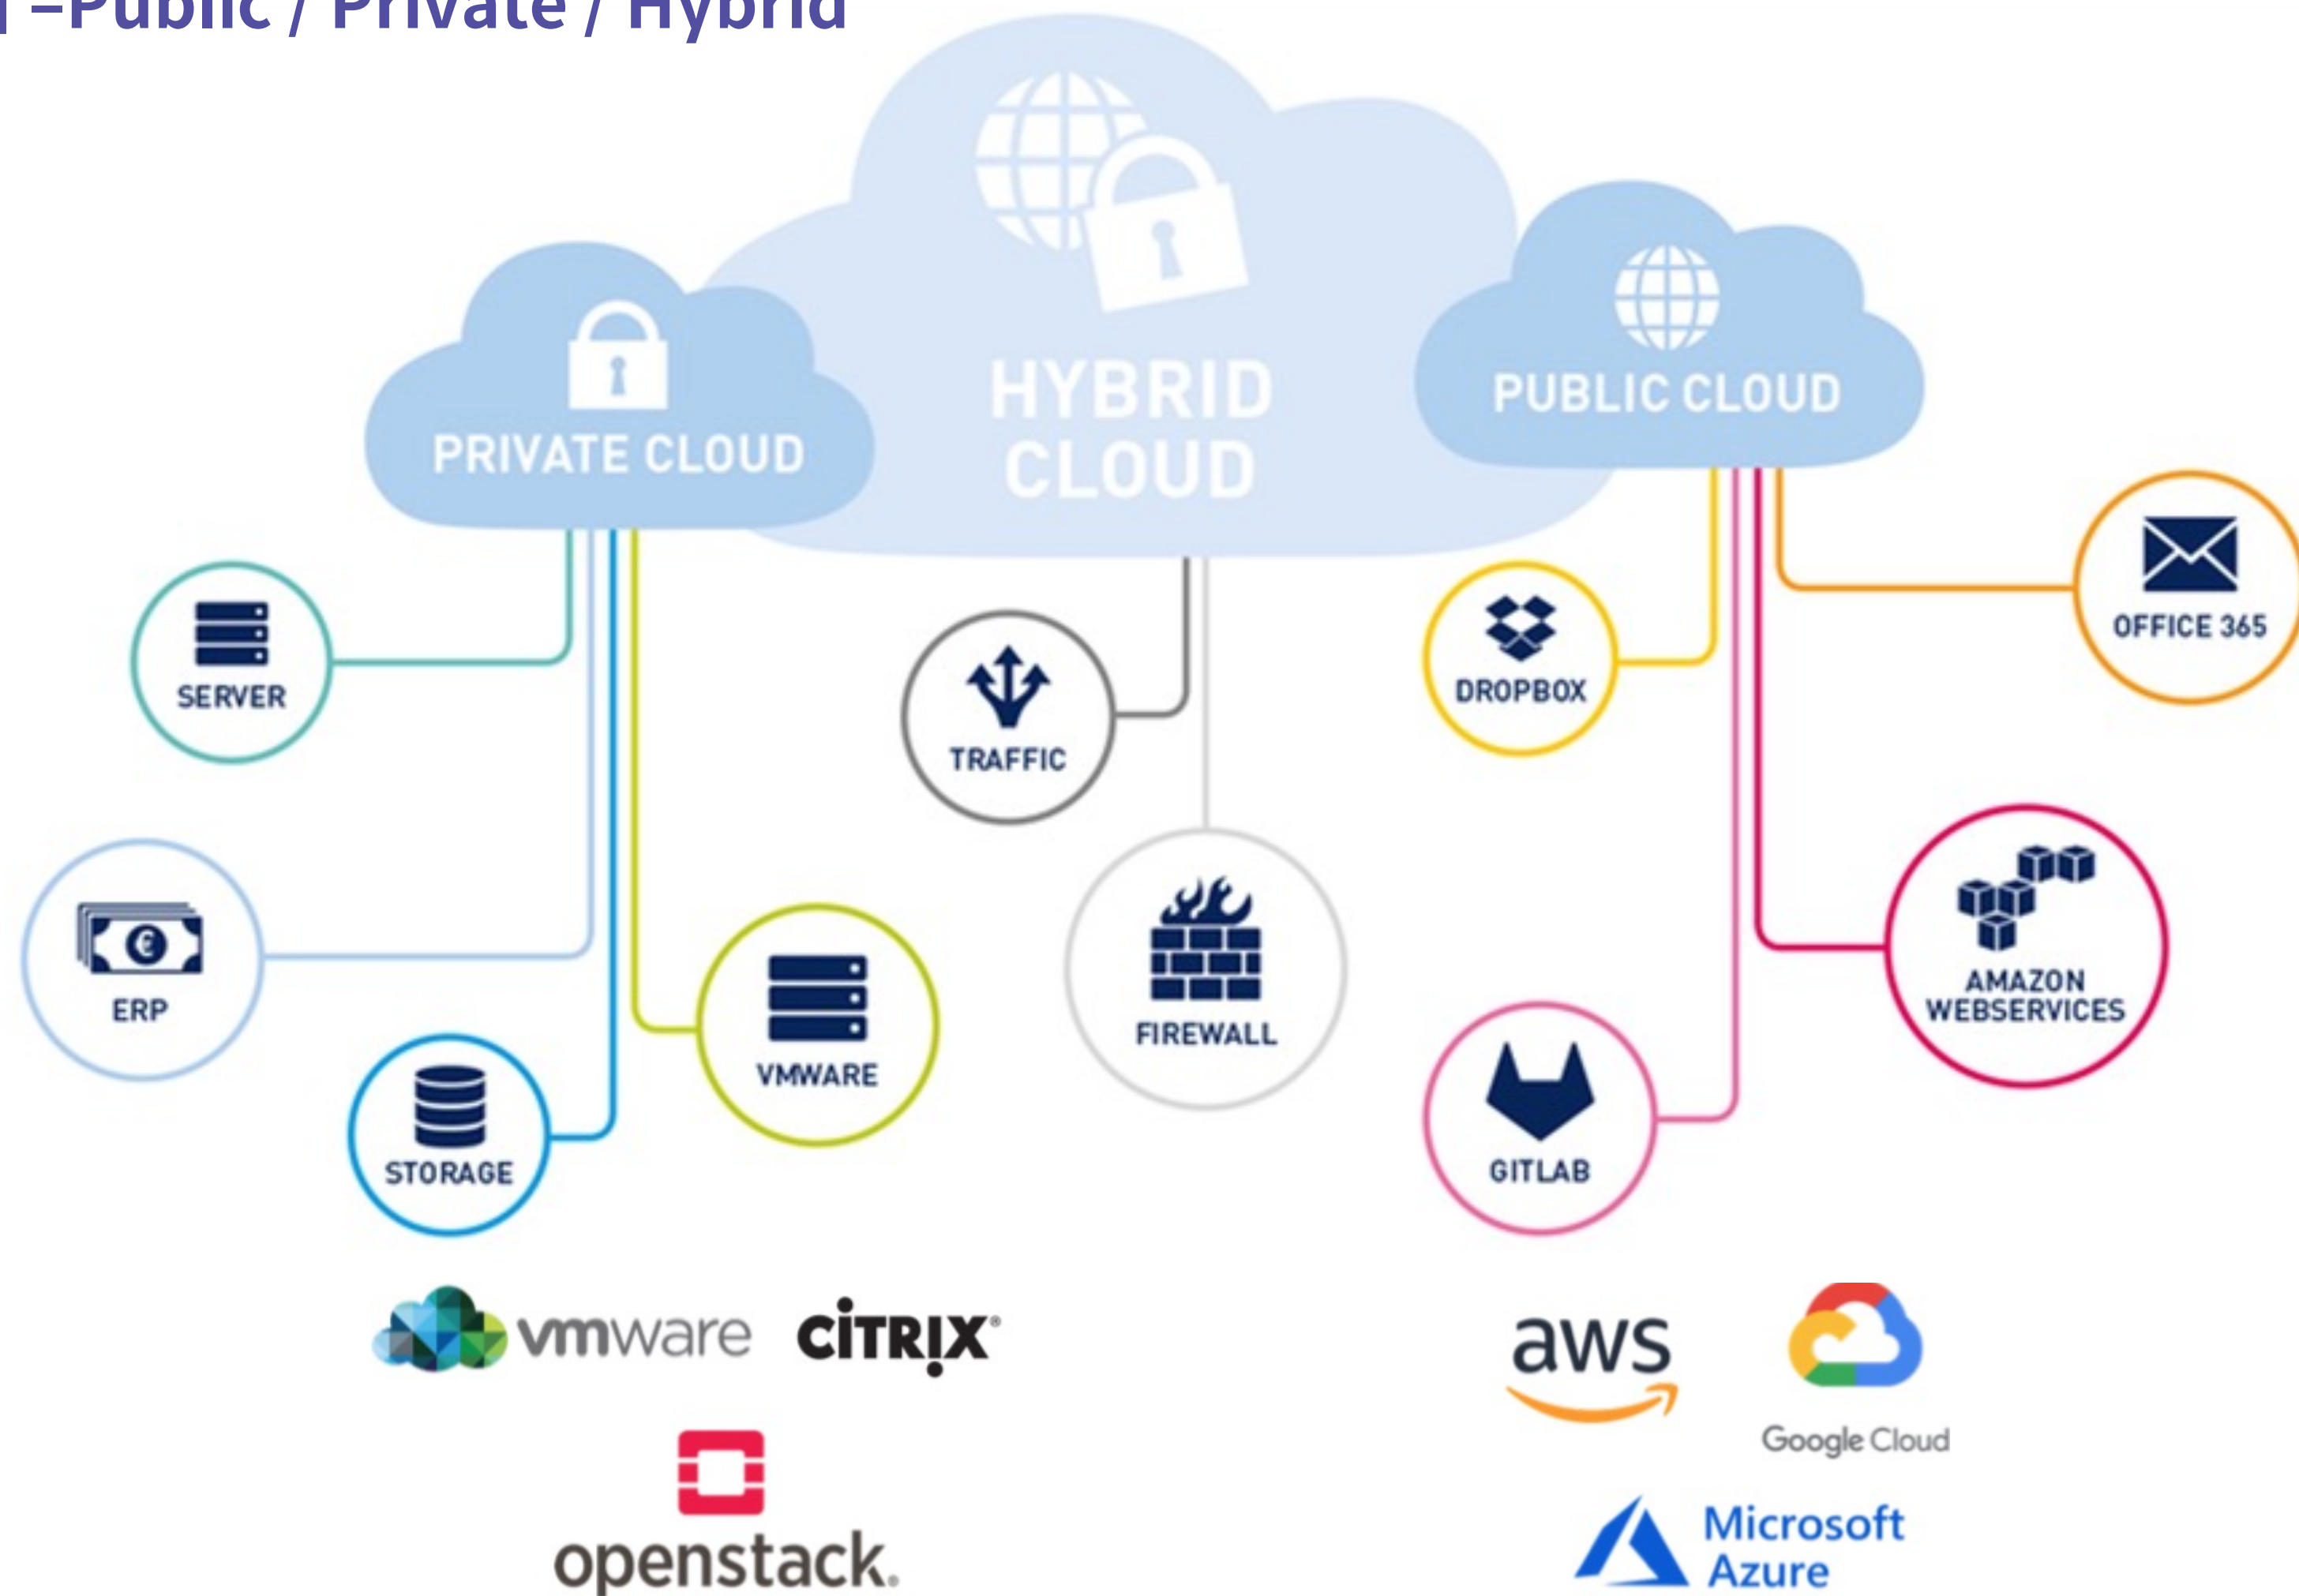 –Public / Private / Hybrid
HYBRID
CLOUD
PRIVATE CLOUD
PUBLIC CLOUD
SERVER
ERP
STORAGE
VMWARE
TRAFFIC
FIREWALL
DROPBOX
OFFICE 365
AMAZON
WEBSERVICES
GITLAB
vmware
CITRIX®
openstack.®
aws
Google Cloud
Microsoft
Azure